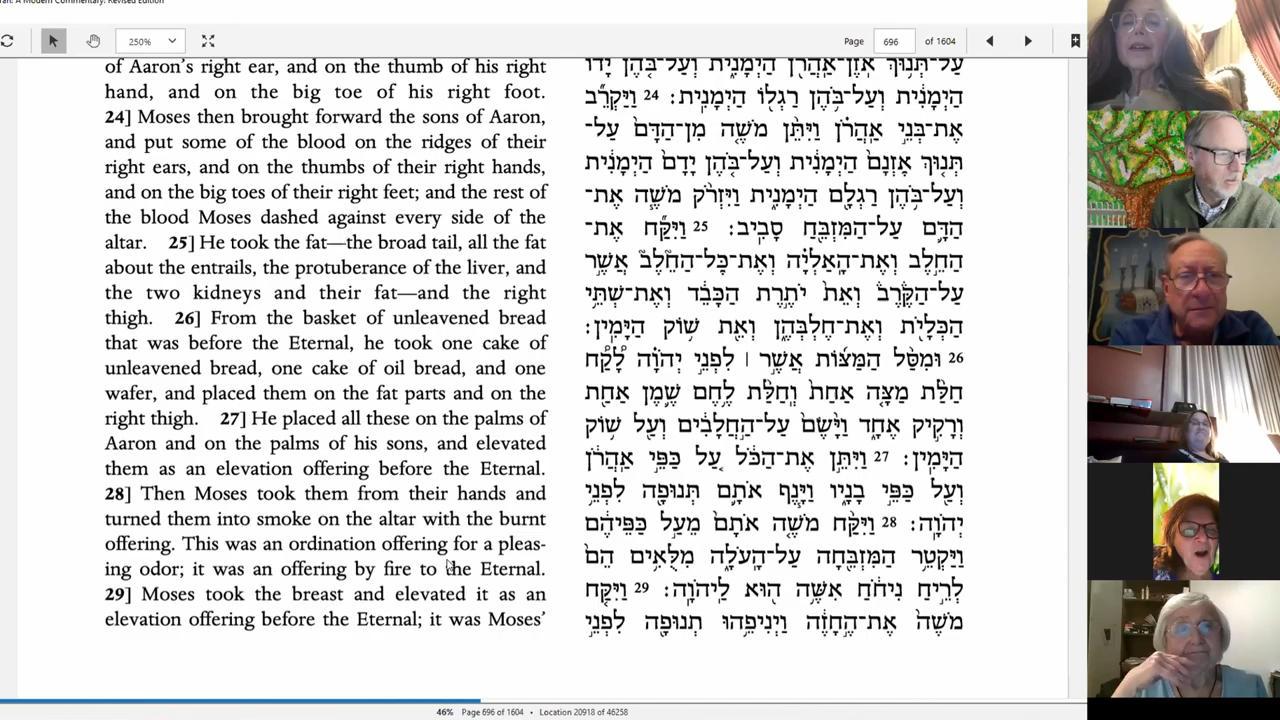 ran: A Modern Commentary: Revised Edition
250%
Page 696 of 1604
of Aaron's right ear, and on the thumb of his right
hand, and on the big toe of his right foot.
24] Moses then brought forward the sons of Aaron,
and put some of the blood on the ridges of their
right ears, and on the thumbs of their right hands,
and on the big toes of their right feet; and the rest of
the blood Moses dashed against every side of the
altar. 25] He took the fat—the broad tail, all the fat
about the entrails, the protuberance of the liver, and
the two kidneys and their fat—and the right
thigh. 26] From the basket of unleavened bread
that was before the Eternal, he took one cake of
unleavened bread, one cake of oil bread, and one
wafer, and placed them on the fat parts and on the
right thigh. 27] He placed all these on the palms of
Aaron and on the palms of his sons, and elevated
them as an elevation offering before the Eternal.
28] Then Moses took them from their hands and
turned them into smoke on the altar with the burnt
offering. This was an ordination offering for a pleas-
ing odor; it was an offering by fire to the Eternal.
29] Moses took the breast and elevated it as an
elevation offering before the Eternal; it was Moses'
עַל־תְּנ֤וּךְ אֹֽזֶן־אַהֲרֹן֙ הַיְמָנִ֔ית וְעַל־בֹּ֤הֶן יָדוֹ֙
הַיְמָנִ֔ית וְעַל־בֹּ֥הֶן רַגְל֖וֹ הַיְמָנִֽית׃ 24 וַיַּקְרֵ֞ב
אֶת־בְּנֵ֣י אַהֲרֹ֗ן וַיִּתֵּ֨ן מֹשֶׁ֤ה מִן־הַדָּם֙ עַל־
תְּנ֤וּךְ אׇזְנָם֙ הַיְמָנִ֔ית וְעַל־בֹּ֤הֶן יָדָם֙ הַיְמָנִ֔ית
וְעַל־בֹּ֥הֶן רַגְלָ֖ם הַיְמָנִ֑ית וַיִּזְרֹ֨ק מֹשֶׁ֧ה אֶת־
הַדָּ֛ם עַל־הַֽמִּזְבֵּ֖חַ סָבִֽיב׃ 25 וַיִּקַּ֞ח אֶת־
הַחֵ֣לֶב וְאֶת־הָֽאַלְיָ֗ה וְאֶֽת־כׇּל־הַחֵ֘לֶב֮ אֲשֶׁ֣ר
עַל־הַקֶּ֒רֶב֒ וְאֵת֙ יֹתֶ֣רֶת הַכָּבֵ֔ד וְאֶת־שְׁתֵּ֥י
הַכְּלָיֹ֖ת וְאֶֽת־חֶלְבְּהֶ֑ן וְאֵ֖ת שׁ֥וֹק הַיָּמִֽין׃
26 וּמִסַּ֨ל הַמַּצּ֜וֹת אֲשֶׁ֣ר ׀ לִפְנֵ֣י יְהֹוָ֗ה לָ֠קַ֠ח
חַלַּ֨ת מַצָּ֤ה אַחַת֙ וְֽחַלַּ֨ת לֶ֥חֶם שֶׁ֛מֶן אַחַ֖ת
וְרָקִ֣יק אֶחָ֑ד וַיָּ֙שֶׂם֙ עַל־הַ֣חֲלָבִ֔ים וְעַ֖ל שׁ֥וֹק
הַיָּמִֽין׃ 27 וַיִּתֵּ֣ן אֶת־הַכֹּ֔ל עַ֚ל כַּפֵּ֣י אַהֲרֹ֔ן
וְעַ֖ל כַּפֵּ֣י בָנָ֑יו וַיָּ֧נֶף אֹתָ֛ם תְּנוּפָ֖ה לִפְנֵ֥י
יְהֹוָֽה׃ 28 וַיִּקַּ֨ח מֹשֶׁ֤ה אֹתָם֙ מֵעַ֣ל כַּפֵּיהֶ֔ם
וַיַּקְטֵ֥ר הַמִּזְבֵּ֖חָה עַל־הָעֹלָ֑ה מִלֻּאִ֥ים הֵם֙
לְרֵ֣יחַ נִיחֹ֔חַ אִשֶּׁ֥ה ה֖וּא לַיהֹוָֽה׃ 29 וַיִּקַּ֤ח
מֹשֶׁה֙ אֶת־הֶ֣חָזֶ֔ה וַיְנִיפֵ֥הוּ תְנוּפָ֖ה לִפְנֵ֣י
46% Page 696 of 1604 • Location 20918 of 46258